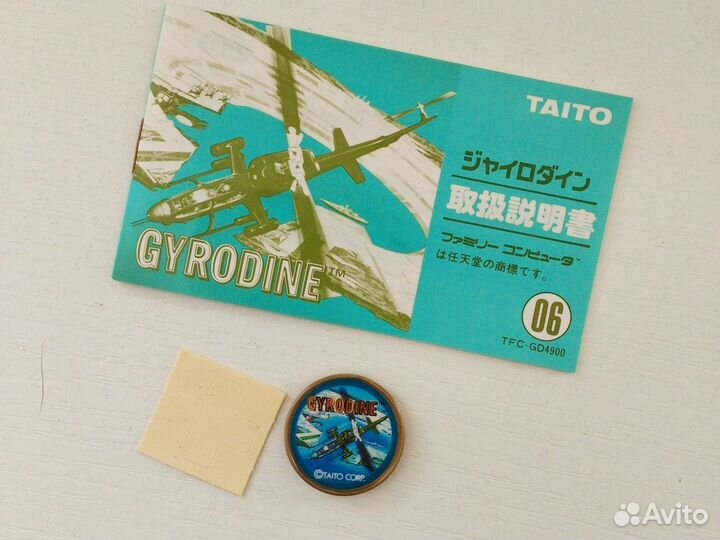 TAITO
ジャイロダイン
取扱説明書
ファミリー コンピュータ™
は任天堂の商標です。
06
TFC-GD4900
GYRODINE™
GYRODINE™
©TAITO CORP.
Avito